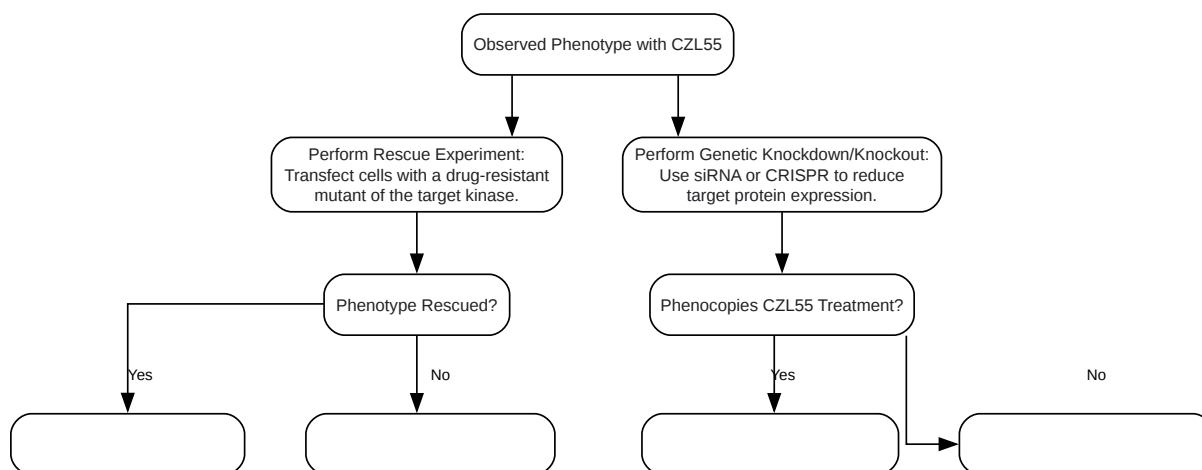 Observed Phenotype with CZL55
Perform Rescue Experiment:
Transfect cells with a drug-resistant
mutant of the target kinase.
Perform Genetic Knockdown/Knockout:
Use siRNA or CRISPR to reduce
target protein expression.
Phenotype Rescued?
Phenocopies CZL55 Treatment?
Yes
No
Yes
No